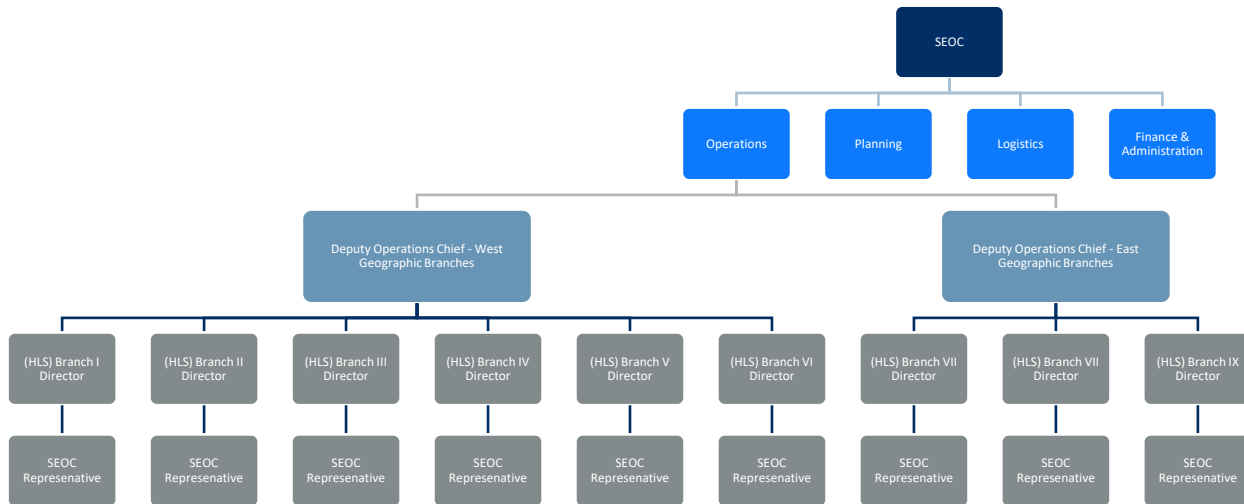 SEOC
Operations
Planning
Logistics
Finance &
Administration
Deputy Operations Chief - West
Geographic Branches
Deputy Operations Chief - East
Geographic Branches
(HLS) Branch I
Director
(HLS) Branch II
Director
(HLS) Branch III
Director
(HLS) Branch IV
Director
(HLS) Branch V
Director
(HLS) Branch VI
Director
(HLS) Branch VII
Director
(HLS) Branch VII
Director
(HLS) Branch IX
Director
SEOC
Represenative
SEOC
Represenative
SEOC
Represenative
SEOC
Represenative
SEOC
Represenative
SEOC
Represenative
SEOC
Represenative
SEOC
Represenative
SEOC
Represenative